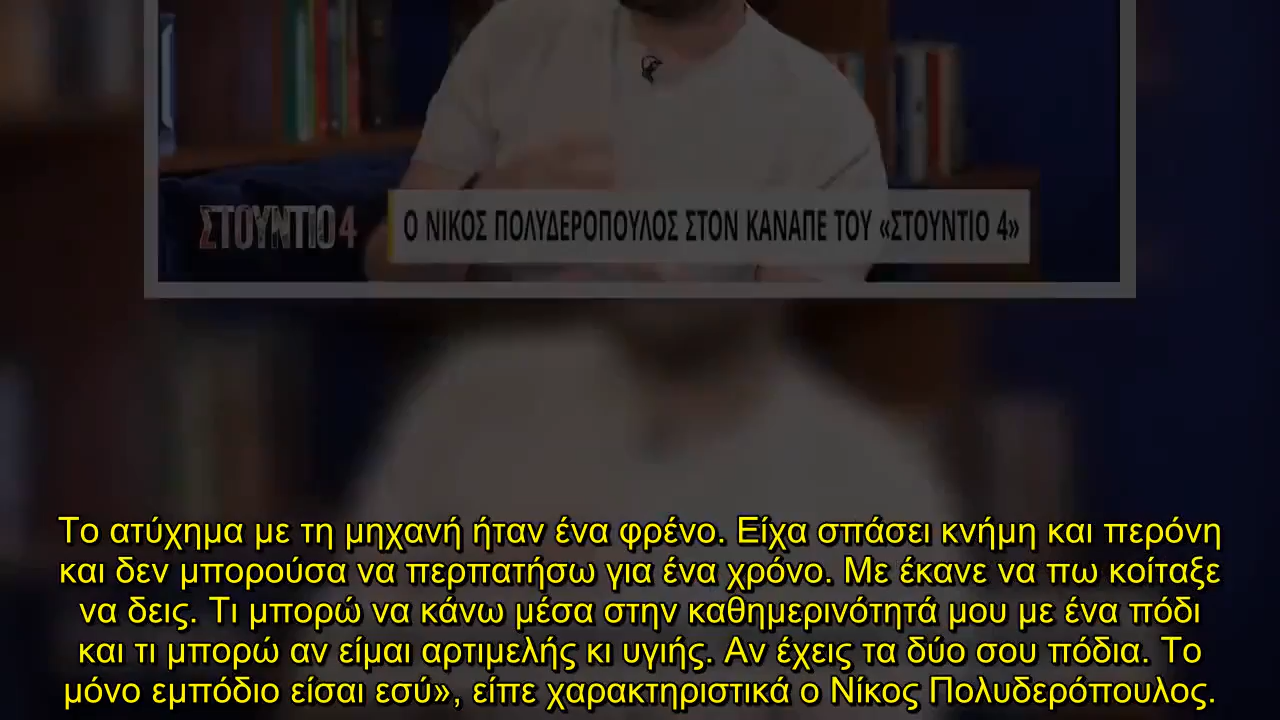 ΣΤΟΥΝΤΙΟ 4
Ο ΝΙΚΟΣ ΠΟΛΥΔΕΡΟΠΟΥΛΟΣ ΣΤΟΝ ΚΑΝΑΠΕ ΤΟΥ «ΣΤΟΥΝΤΙΟ 4»
Το ατύχημα με τη μηχανή ήταν ένα φρένο. Είχα σπάσει κνήμη και περόνη
και δεν μπορούσα να περπατήσω για ένα χρόνο. Με έκανε να πω κοίταξε
να δεις. Τι μπορώ να κάνω μέσα στην καθημερινότητά μου με ένα πόδι
και τι μπορώ αν είμαι αρτιμελής κι υγιής. Αν έχεις τα δύο σου πόδια. Το
μόνο εμπόδιο είσαι εσύ», είπε χαρακτηριστικά ο Νίκος Πολυδερόπουλος.